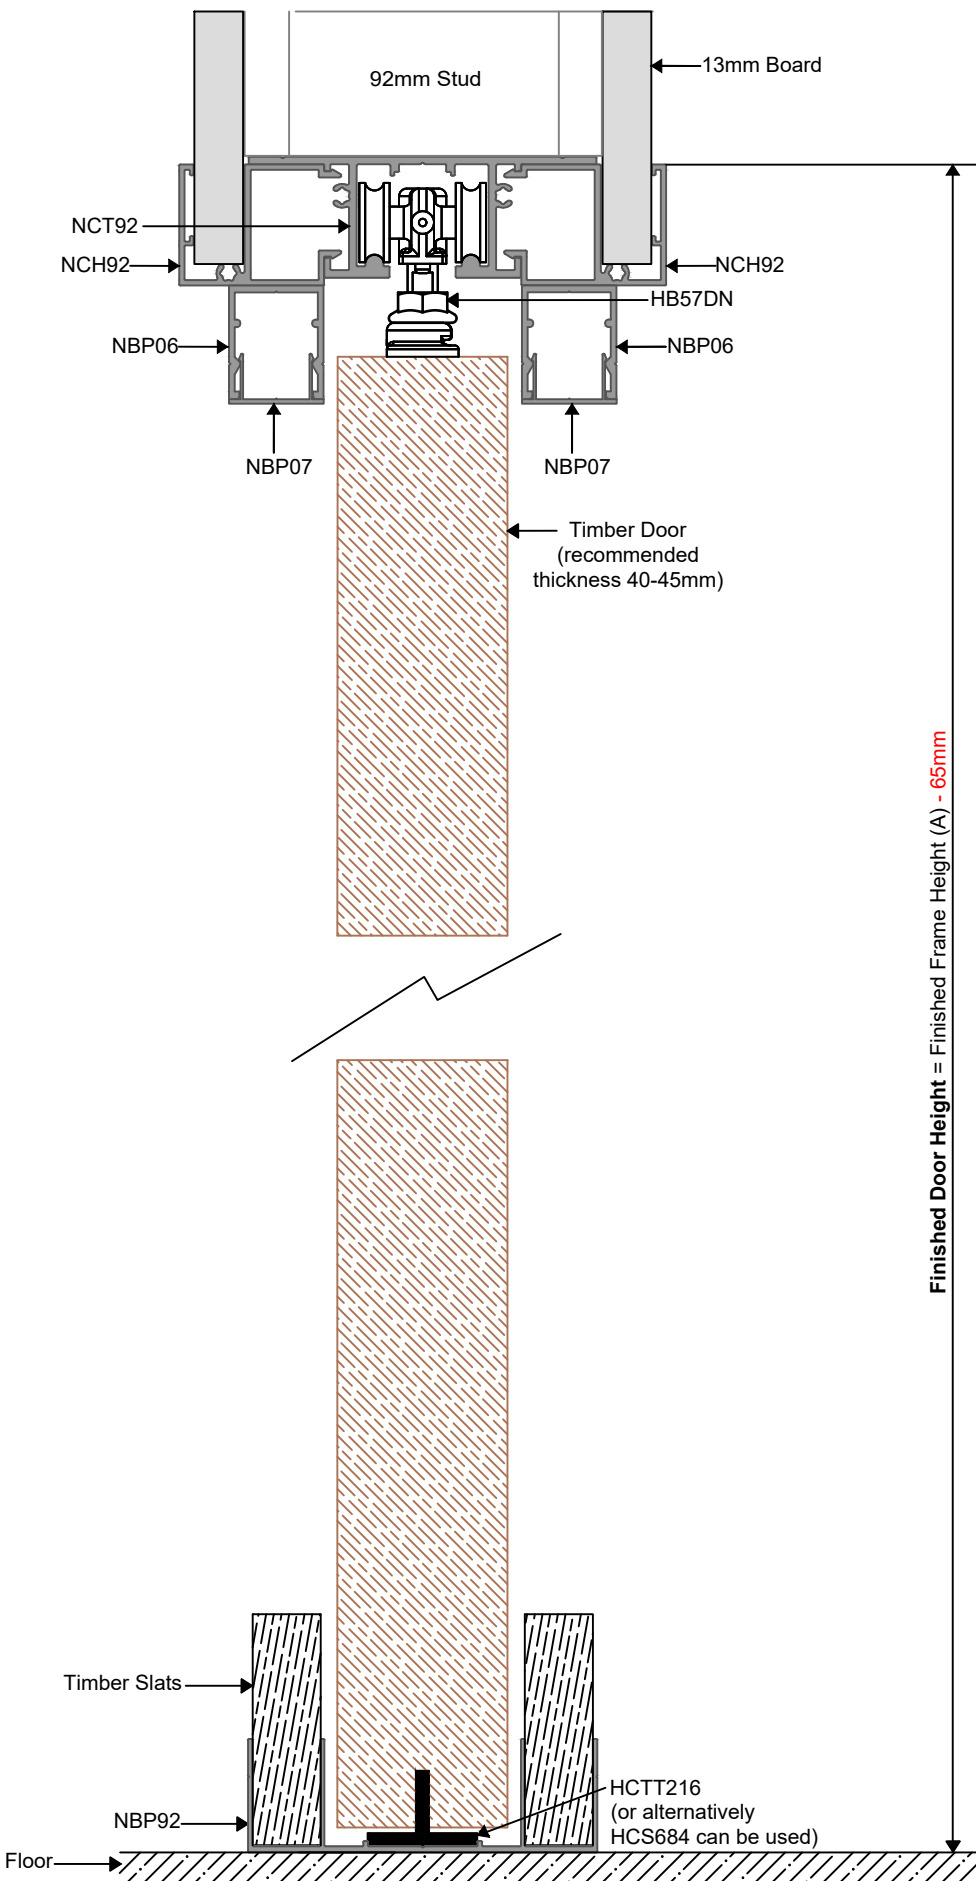 92mm Stud
13mm Board
NCT92
NCH92
NCH92
HB57DN
NBP06
NBP06
NBP07
NBP07
Timber Door
(recommended
thickness 40-45mm)
Finished Door Height = Finished Frame Height (A) - 65mm
Timber Slats
HCTT216
(or alternatively
HCS684 can be used)
NBP92
Floor